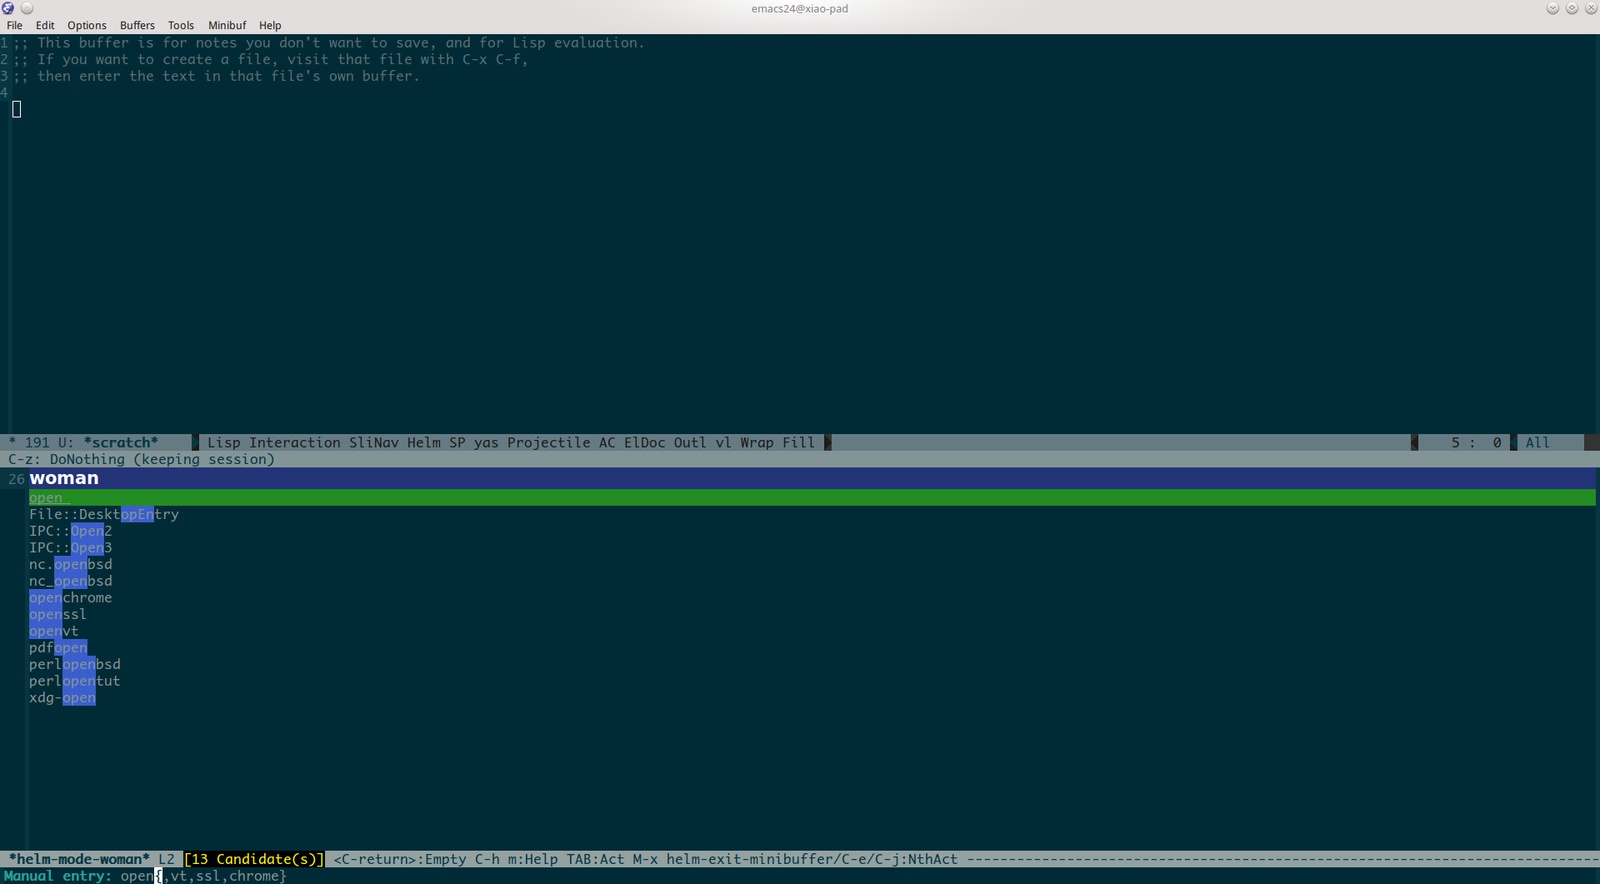 emacs24@xiao-pad
File Edit Options Buffers Tools Minibuf Help
1 ;; This buffer is for notes you don't want to save, and for Lisp evaluation.
2 ;; If you want to create a file, visit that file with C-x C-f,
3 ;; then enter the text in that file's own buffer.
4
* 191 U: *scratch* Lisp Interaction SliNav Helm SP yas Projectile AC ElDoc Outl vl Wrap Fill 5 : 0 All
C-z: DoNothing (keeping session)
26 woman
open_
File::DesktopEntry
IPC::Open2
IPC::Open3
nc.openbsd
nc_openbsd
openchrome
openssl
openvt
pdfopen
perlopenbsd
perlopentut
xdg-open
*helm-mode-woman* L2 [13 Candidate(s)] <C-return>:Empty C-h m:Help TAB:Act M-x helm-exit-minibuffer/C-e/C-j:NthAct ------------------------------------------------------------------------------
Manual entry: open{,vt,ssl,chrome}